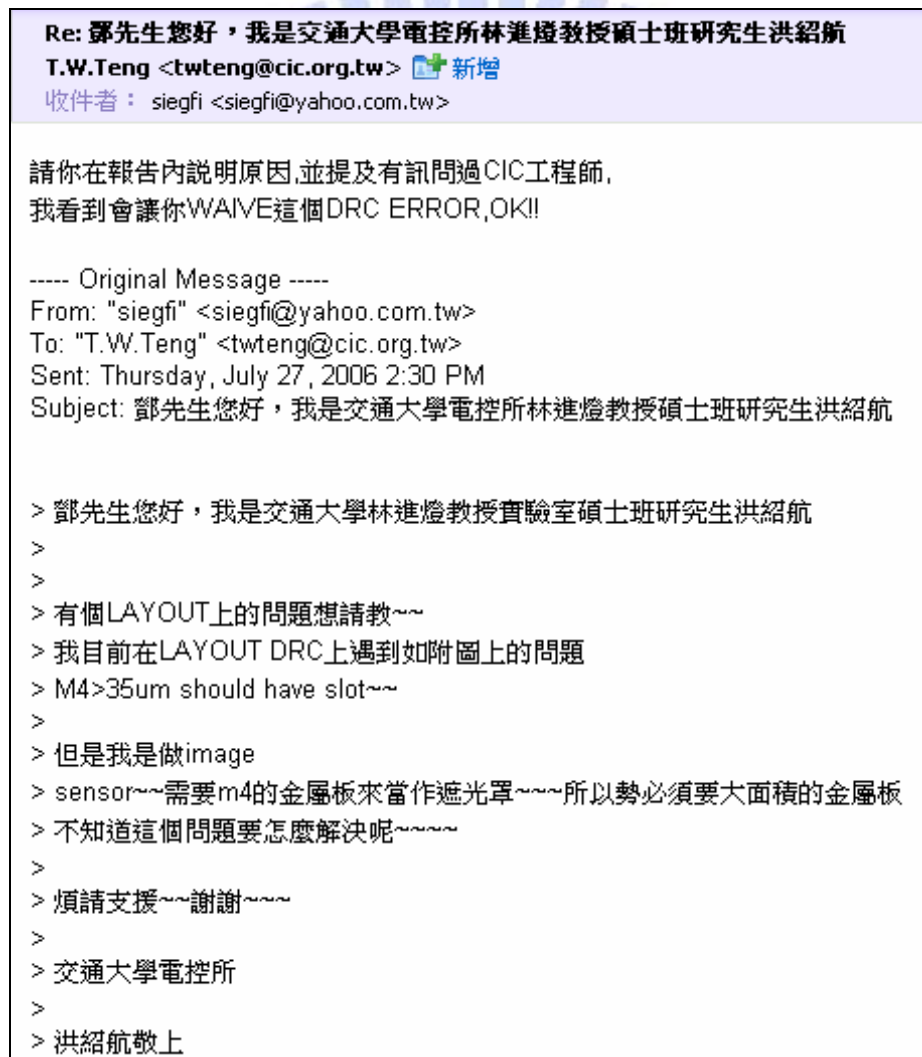 Re: 鄧先生您好，我是交通大學電控所林進燈教授碩士班研究生洪紹航
T.W.Teng <twteng@cic.org.tw> 新增
收件者： siegfi <siegfi@yahoo.com.tw>
請你在報告內說明原因,並提及有訊問過CIC工程師,
我看到會讓你WAIVE這個DRC ERROR,OK!!
----- Original Message -----
From: "siegfi" <siegfi@yahoo.com.tw>
To: "T.W.Teng" <twteng@cic.org.tw>
Sent: Thursday, July 27, 2006 2:30 PM
Subject: 鄧先生您好，我是交通大學電控所林進燈教授碩士班研究生洪紹航
> 鄧先生您好，我是交通大學林進燈教授實驗室碩士班研究生洪紹航
>
>
> 有個LAYOUT上的問題想請教~~
> 我目前在LAYOUT DRC上遇到如附圖上的問題
> M4>35um should have slot~~
>
> 但是我是做image
> sensor~~需要m4的金屬板來當作遮光罩~~~所以勢必須要大面積的金屬板
> 不知道這個問題要怎麼解決呢~~~~
>
> 煩請支援~~謝謝~~~
>
> 交通大學電控所
>
> 洪紹航敬上